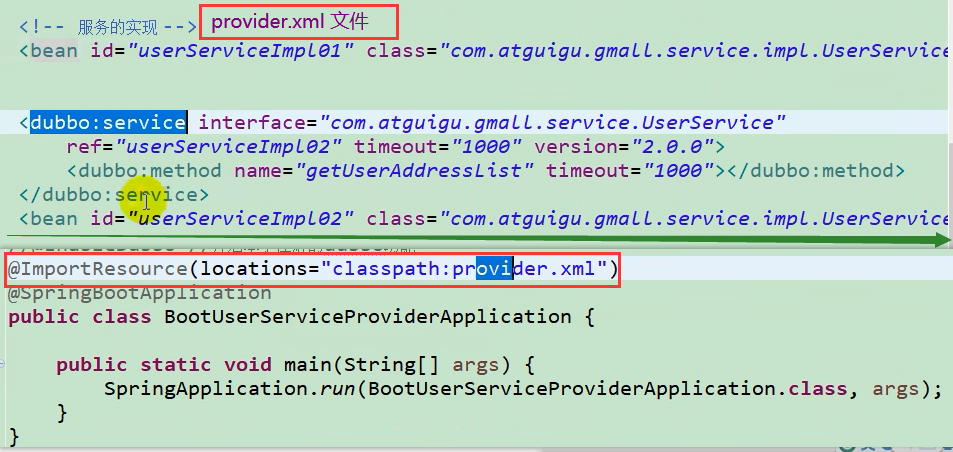 <!-- 服务的实现 --> provider.xml 文件
<bean id="userServiceImpl01" class="com.atguigu.gmall.service.impl.UserService
<dubbo:service interface="com.atguigu.gmall.service.UserService"
ref="userServiceImpl02" timeout="1000" version="2.0.0">
<dubbo:method name="getUserAddressList" timeout="1000"></dubbo:method>
</dubbo:service>
<bean id="userServiceImpl02" class="com.atguigu.gmall.service.impl.UserService
@ImportResource(locations="classpath:provider.xml")
@SpringBootApplication
public class BootUserServiceProviderApplication {
public static void main(String[] args) {
SpringApplication.run(BootUserServiceProviderApplication.class, args);
}
}